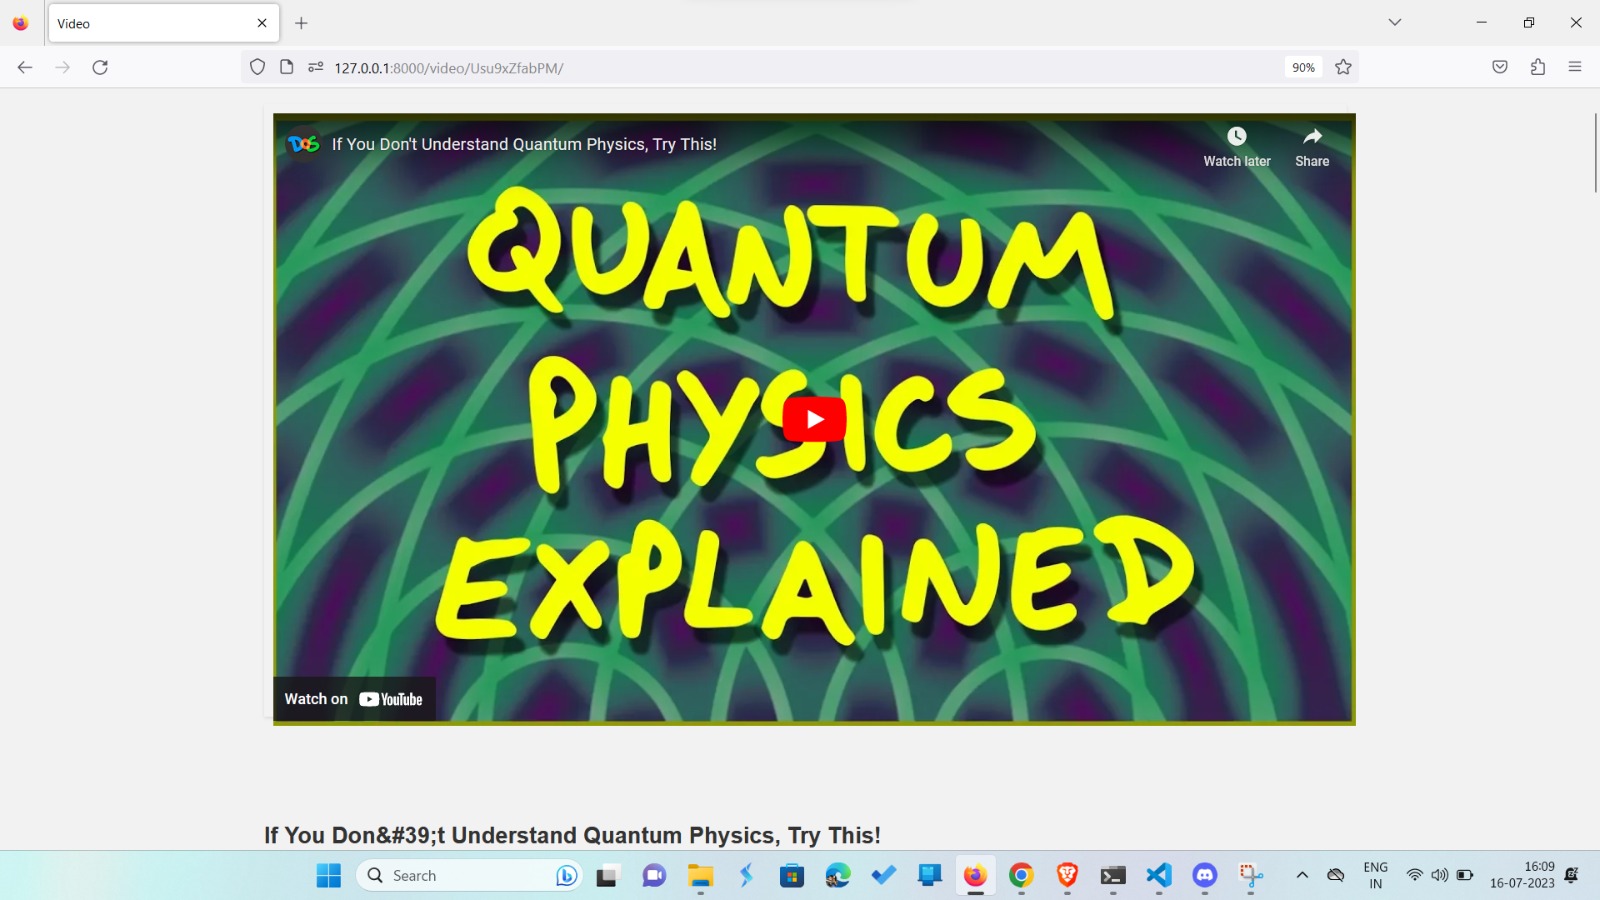 Video
127.0.0.1:8000/video/Usu9xZfabPM/
90%
DoS
If You Don't Understand Quantum Physics, Try This!
Watch later
Share
QUANTUM
PHYSICS
EXPLAINED
Watch on YouTube
If You Don&#39;t Understand Quantum Physics, Try This!
Search
ENG
IN
16:09
16-07-2023